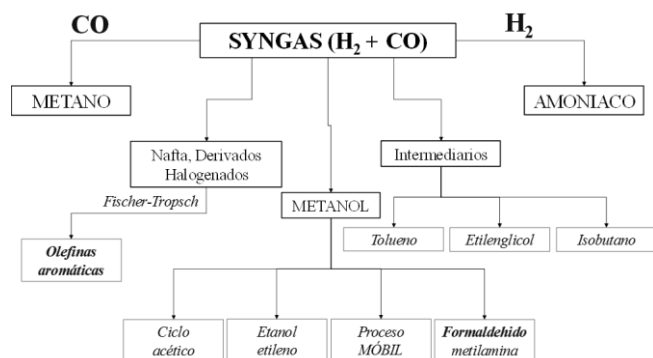 CO
SYNGAS (H₂ + CO)
H₂
METANO
AMONIACO
Nafta, Derivados
Halogenados
Intermediarios
Fischer-Tropsch
METANOL
Olefinas
aromáticas
Tolueno
Etilenglicol
Isobutano
Ciclo
acético
Etanol
etileno
Proceso
MÓBIL
Formaldehido
metilamina